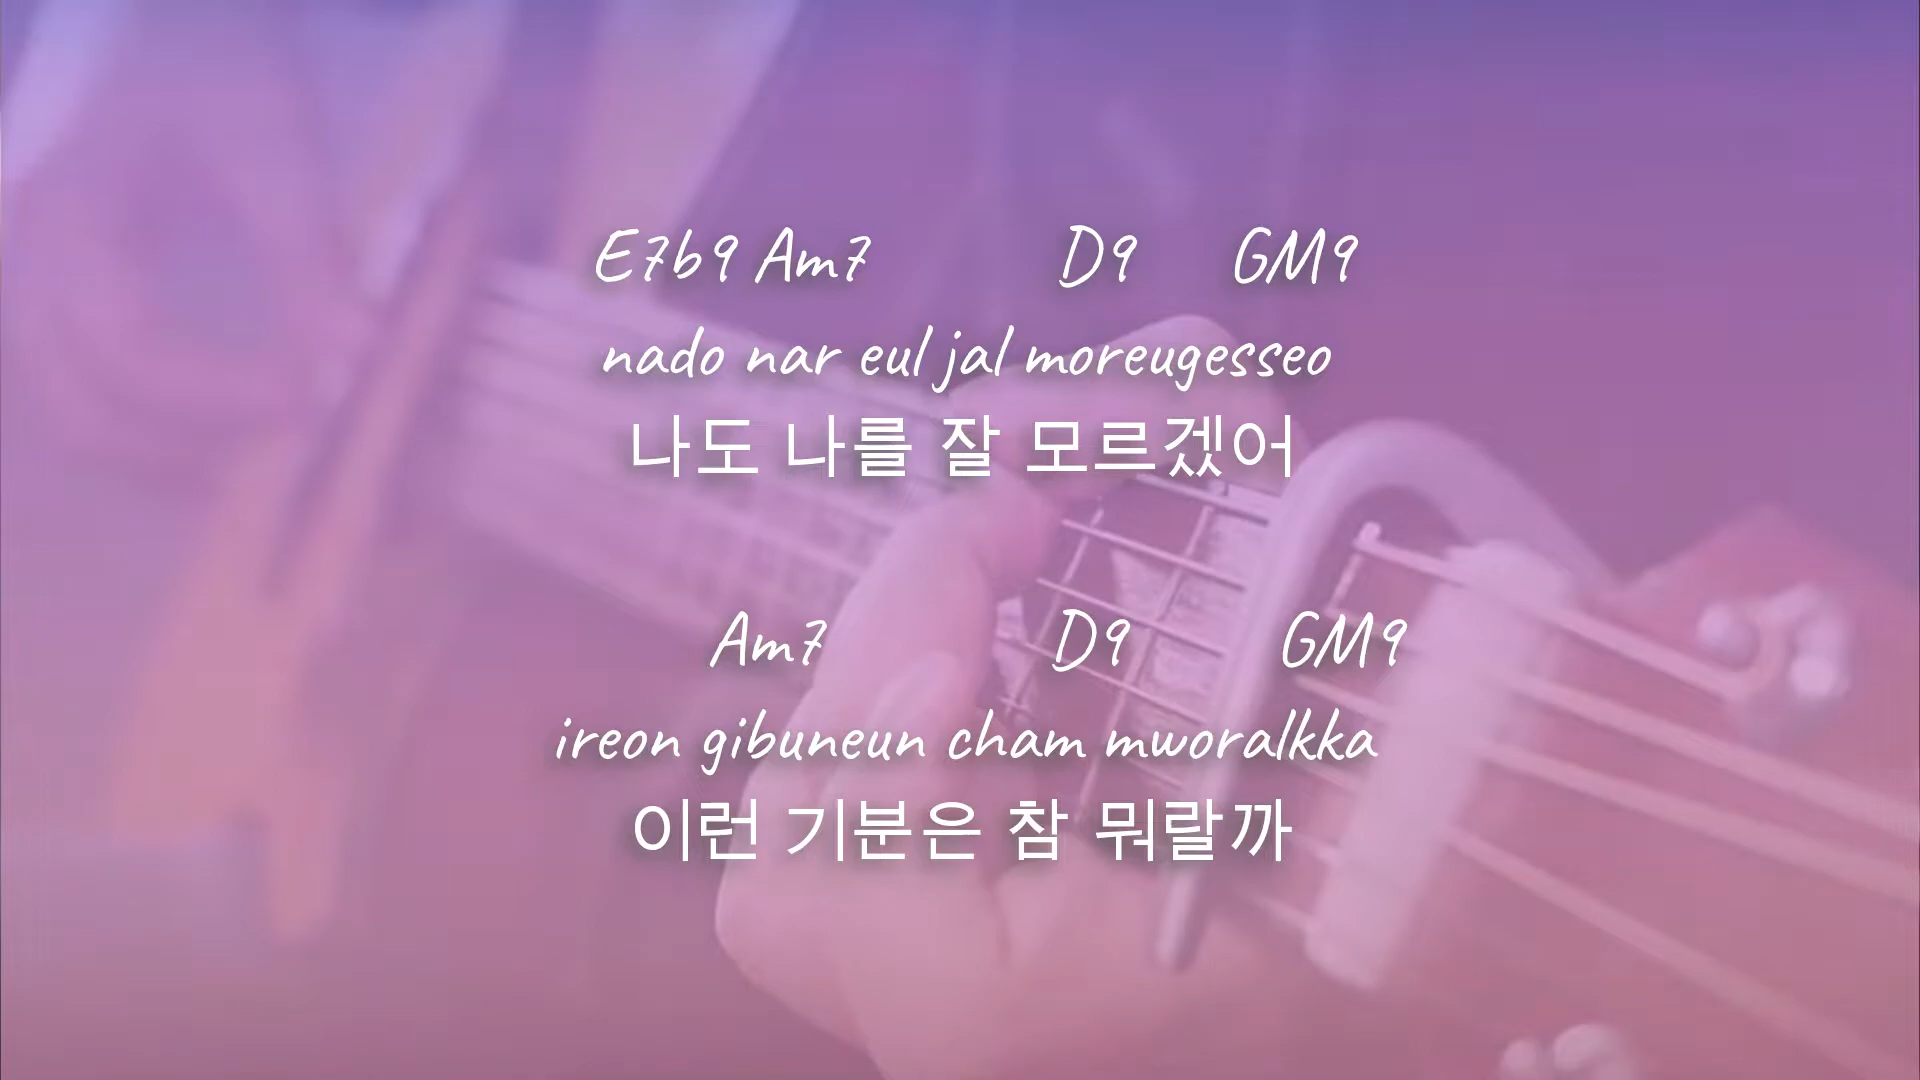 E7b9 Am7 D9 GM9
nado nar eul jal moreugesseo
나도 나를 잘 모르겠어
Am7 D9 GM9
ireon gibuneun cham mworalkka
이런 기분은 참 뭐랄까